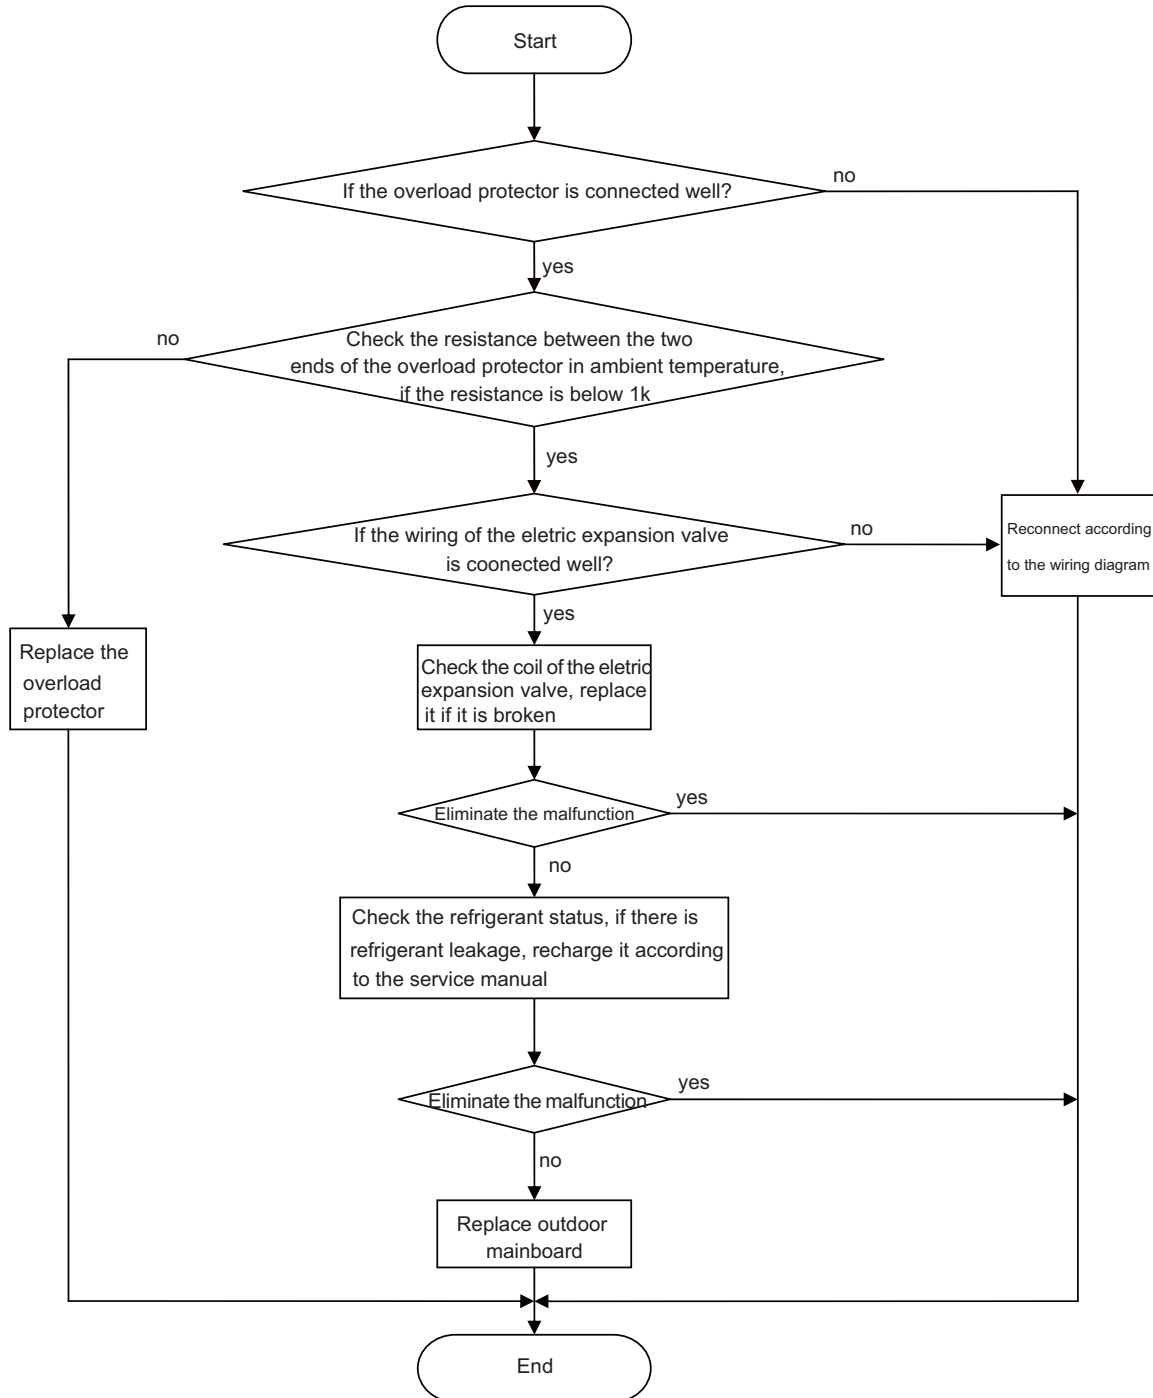 Start
If the overload protector is connected well?
no
yes
no
Check the resistance between the two
ends of the overload protector in ambient temperature,
if the resistance is below 1k
yes
If the wiring of the eletric expansion valve
is coonected well?
no
Reconnect according
to the wiring diagram
yes
Replace the
overload
protector
Check the coil of the eletric
expansion valve, replace
it if it is broken
Eliminate the malfunction
yes
no
Check the refrigerant status, if there is
refrigerant leakage, recharge it according
to the service manual
Eliminate the malfunction
yes
no
Replace outdoor
mainboard
End